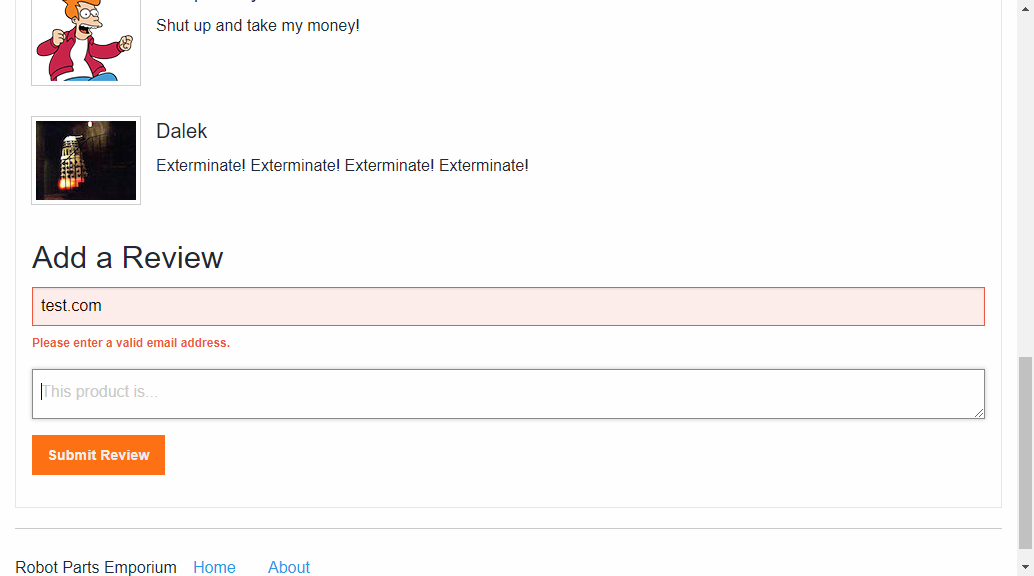 Shut up and take my money!
Dalek
Exterminate! Exterminate! Exterminate! Exterminate!
Add a Review
test.com
Please enter a valid email address.
This product is...
Submit Review
Robot Parts Emporium Home About